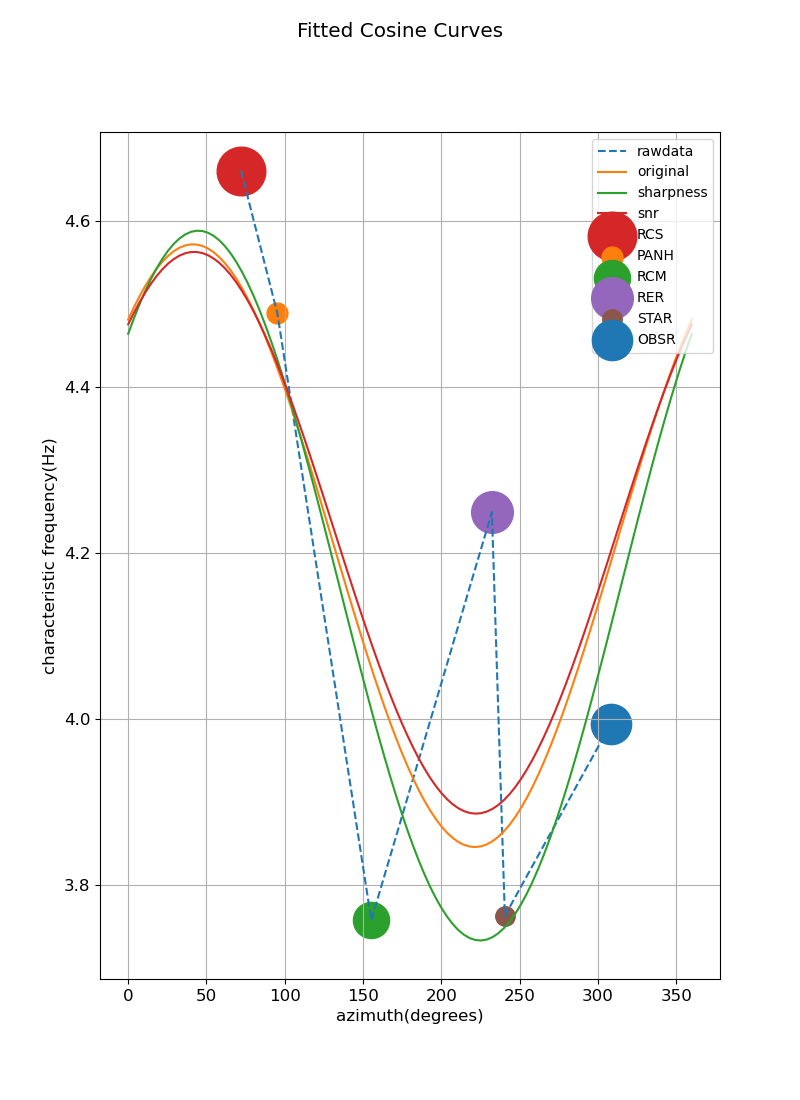 Fitted Cosine Curves
rawdata
original
sharpness
snr
RCS
PANH
RCM
RER
STAR
OBSR
4.6
4.4
4.2
4.0
3.8
characteristic frequency(Hz)
0 50 100 150 200 250 300 350
azimuth(degrees)